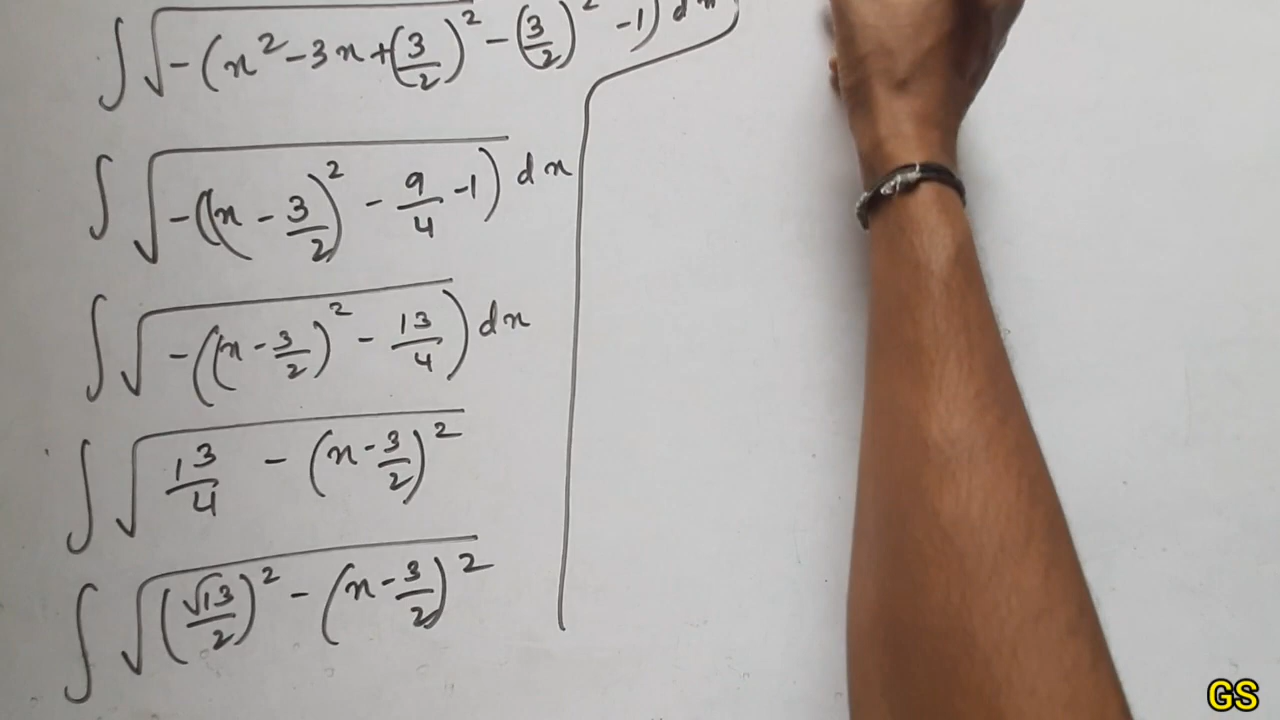 ∫ √-(x² - 3x + (3/2)² - (3/2)² - 1) dx
∫ √-((x - 3/2)² - 9/4 - 1) dx
∫ √-((x - 3/2)² - 13/4) dx
∫ √13/4 - (x - 3/2)²
∫ √(√13/2)² - (x - 3/2)²
GS